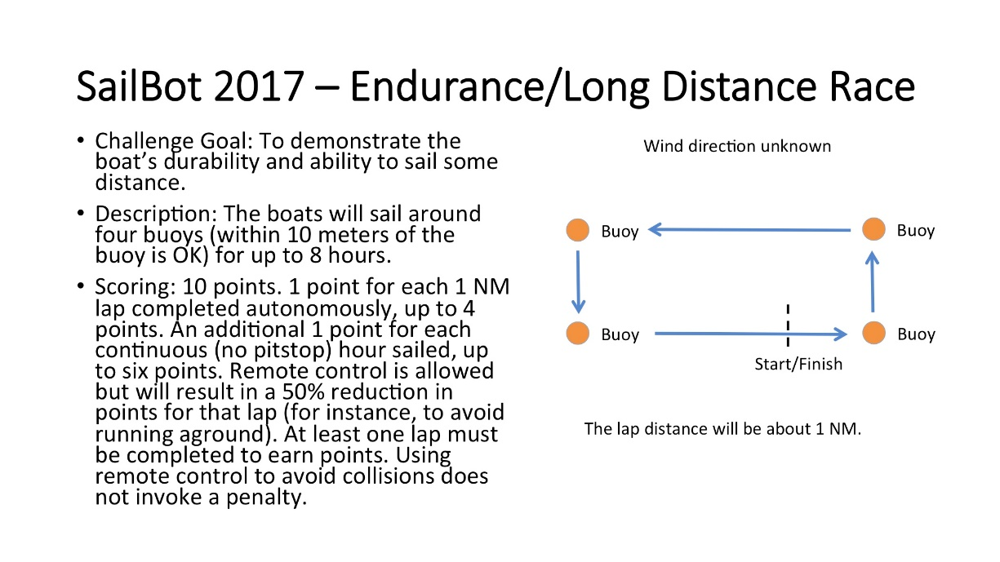 SailBot 2017 – Endurance/Long Distance Race
• Challenge Goal: To demonstrate the
boat’s durability and ability to sail some
distance.
• Description: The boats will sail around
four buoys (within 10 meters of the
buoy is OK) for up to 8 hours.
• Scoring: 10 points. 1 point for each 1 NM
lap completed autonomously, up to 4
points. An additional 1 point for each
continuous (no pitstop) hour sailed, up
to six points. Remote control is allowed
but will result in a 50% reduction in
points for that lap (for instance, to avoid
running aground). At least one lap must
be completed to earn points. Using
remote control to avoid collisions does
not invoke a penalty.
Wind direction unknown
Buoy
Buoy
Buoy
Buoy
Start/Finish
The lap distance will be about 1 NM.